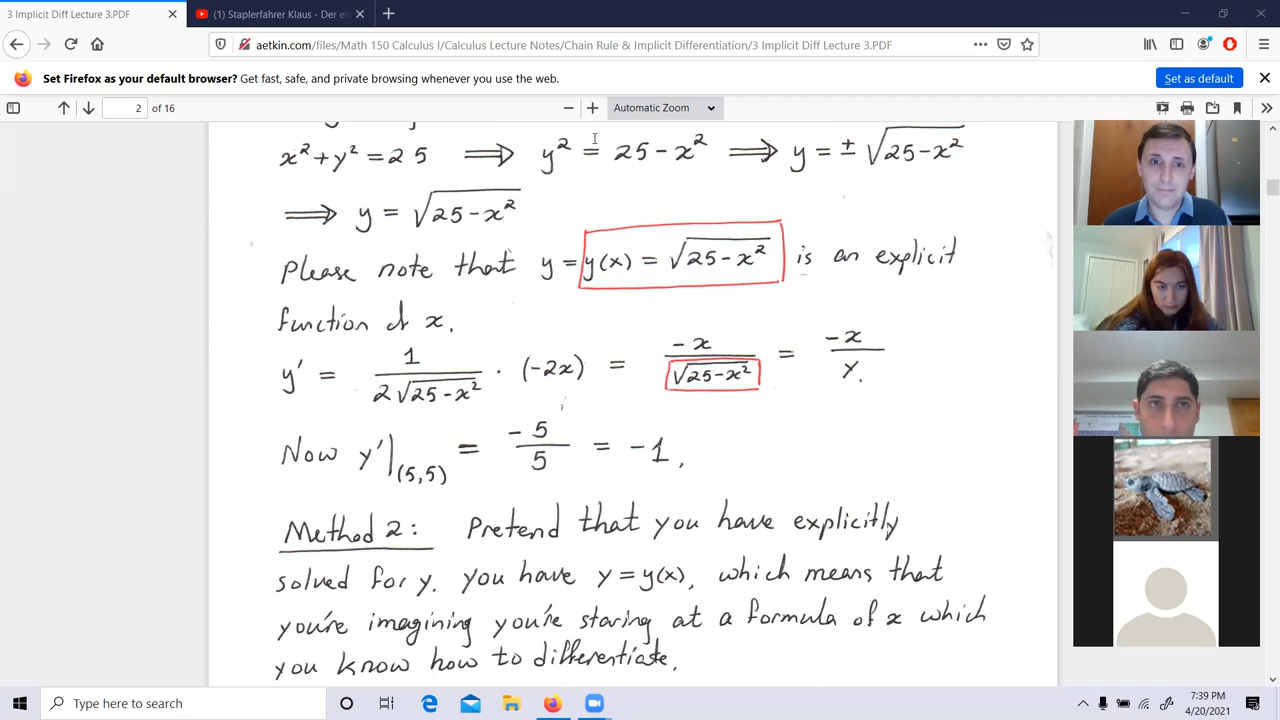 3 Implicit Diff Lecture 3.PDF
(1) Staplerfahrer Klaus - Der er
aetkin.com/files/Math 150 Calculus I/Calculus Lecture Notes/Chain Rule & Implicit Differentiation/3 Implicit Diff Lecture 3.PDF
Set Firefox as your default browser? Get fast, safe, and private browsing whenever you use the web.
Set as default
2 of 16
Automatic Zoom
x² + y² = 25 ⟹ y² = 25 - x² ⟹ y = ± √(25 - x²)
⟹ y = √(25 - x²)
Please note that y = y(x) = √(25 - x²) is an explicit
function of x.
y' = 1/(2√(25 - x²)) · (-2x) = -x/√(25 - x²) = -x/y.
Now y'|(5,5) = -5/5 = -1.
Method 2: Pretend that you have explicitly
solved for y. you have y = y(x), which means that
you're imagining you're staring at a formula of x which
you know how to differentiate.
Type here to search
7:39 PM
4/20/2021